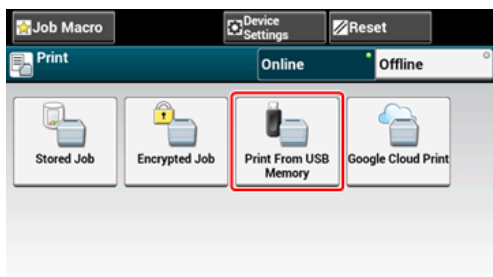 Job Macro
Device
Settings
Reset
Print
Online
Offline
Stored Job
Encrypted Job
Print From USB
Memory
Google Cloud Print